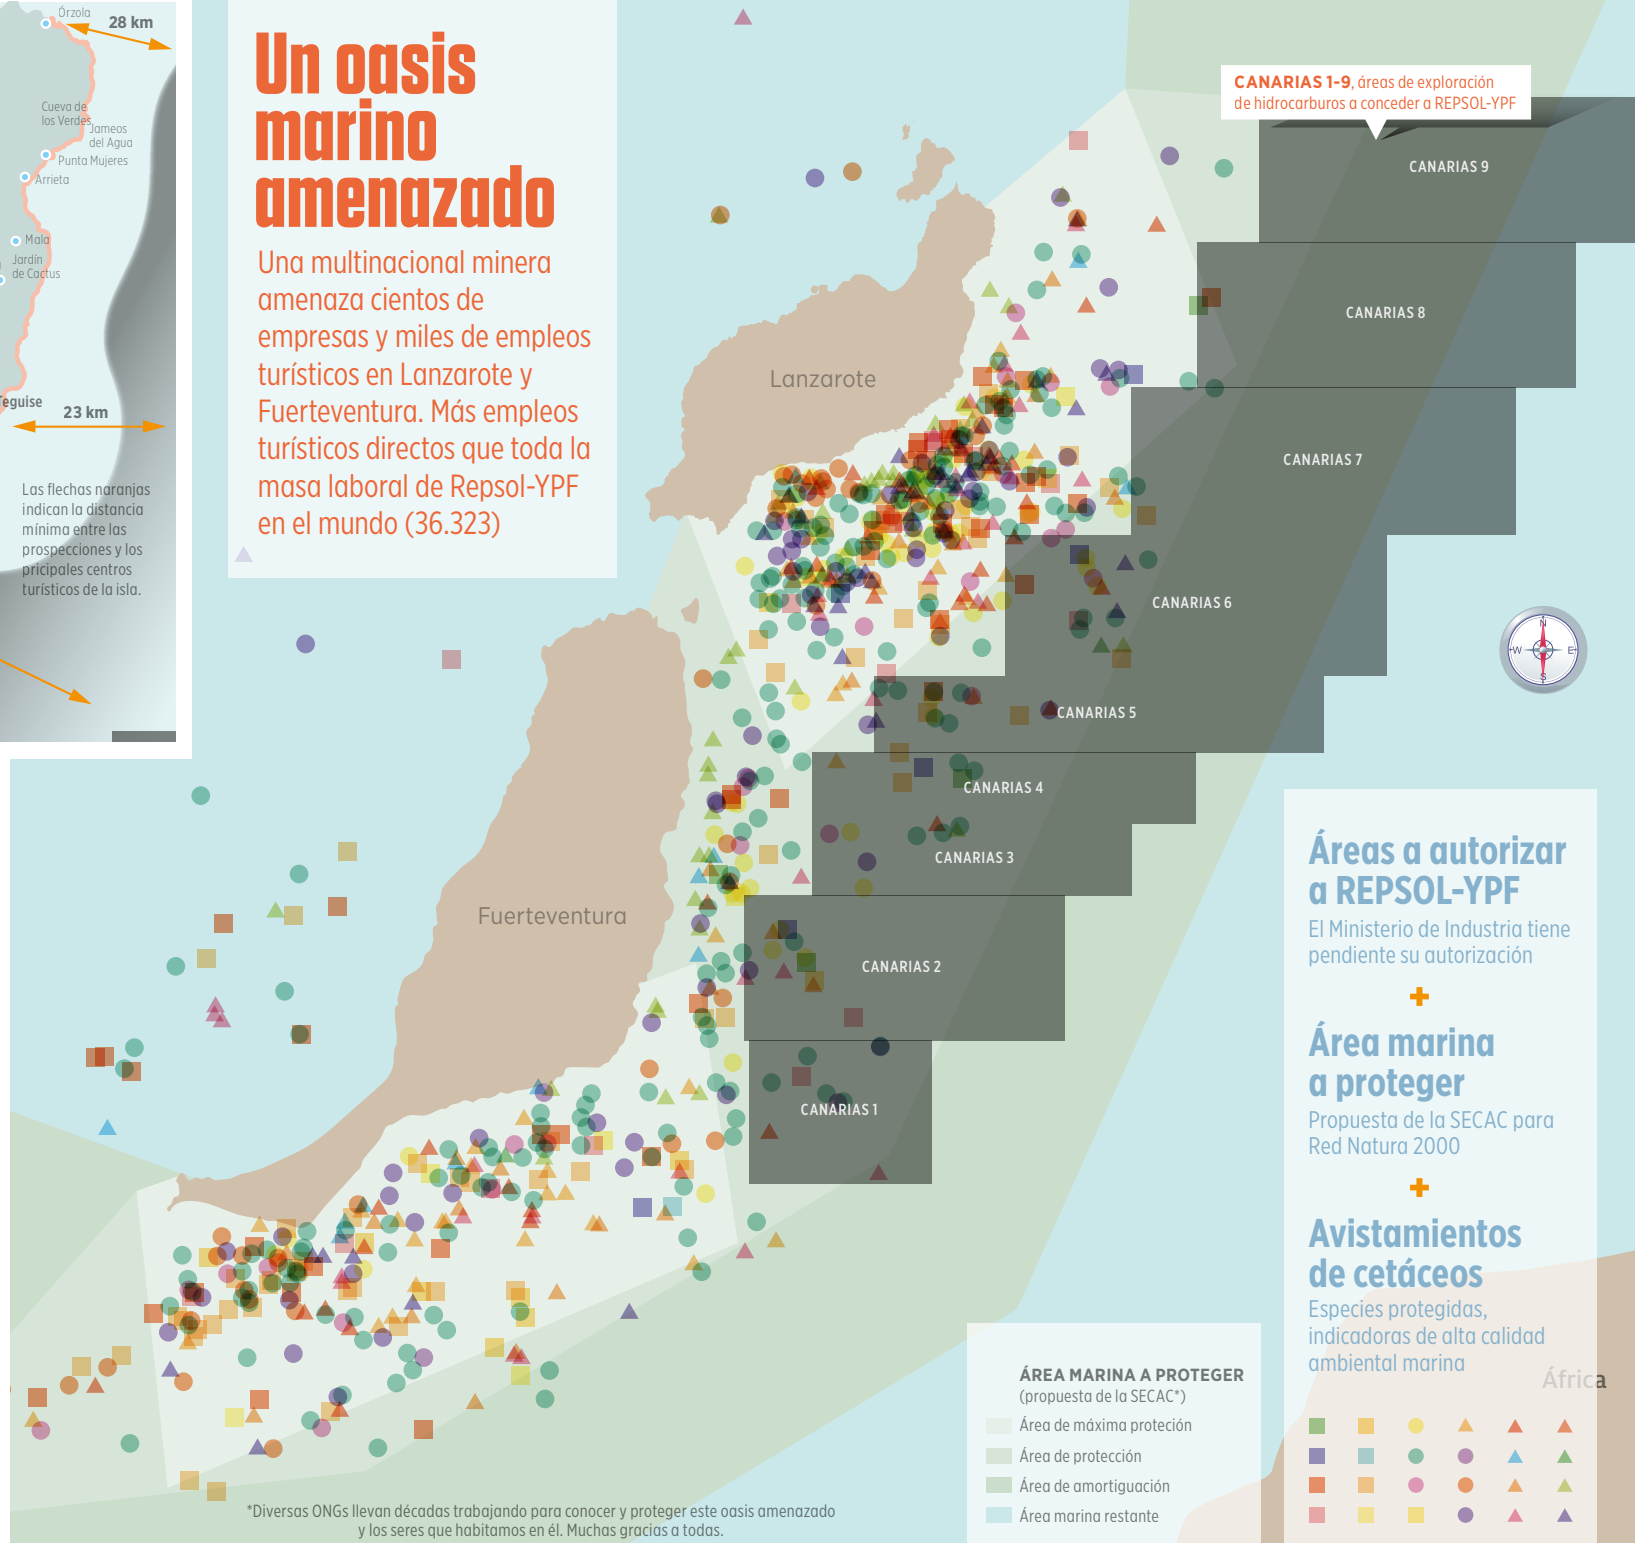 Órzola
28 km
Cueva de
los Verdes
Jameos
del Agua
Punta Mujeres
Arrieta
Mala
Jardín
de Cactus
Teguise
23 km
Las flechas naranjas
indican la distancia
mínima entre las
prospecciones y los
pricipales centros
turísticos de la isla.
Un oasis
marino
amenazado
Una multinacional minera
amenaza cientos de
empresas y miles de empleos
turísticos en Lanzarote y
Fuerteventura. Más empleos
turísticos directos que toda la
masa laboral de Repsol-YPF
en el mundo (36.323)
CANARIAS 1-9, áreas de exploración
de hidrocarburos a conceder a REPSOL-YPF
CANARIAS 9
CANARIAS 8
CANARIAS 7
CANARIAS 6
CANARIAS 5
CANARIAS 4
CANARIAS 3
CANARIAS 2
CANARIAS 1
Lanzarote
Fuerteventura
N
W
E
S
Áreas a autorizar
a REPSOL-YPF
El Ministerio de Industria tiene
pendiente su autorización
+
Área marina
a proteger
Propuesta de la SECAC para
Red Natura 2000
+
Avistamientos
de cetáceos
Especies protegidas,
indicadoras de alta calidad
ambiental marina
África
ÁREA MARINA A PROTEGER
(propuesta de la SECAC*)
Área de máxima proteción
Área de protección
Área de amortiguación
Área marina restante
*Diversas ONGs llevan décadas trabajando para conocer y proteger este oasis amenazado
y los seres que habitamos en él. Muchas gracias a todas.